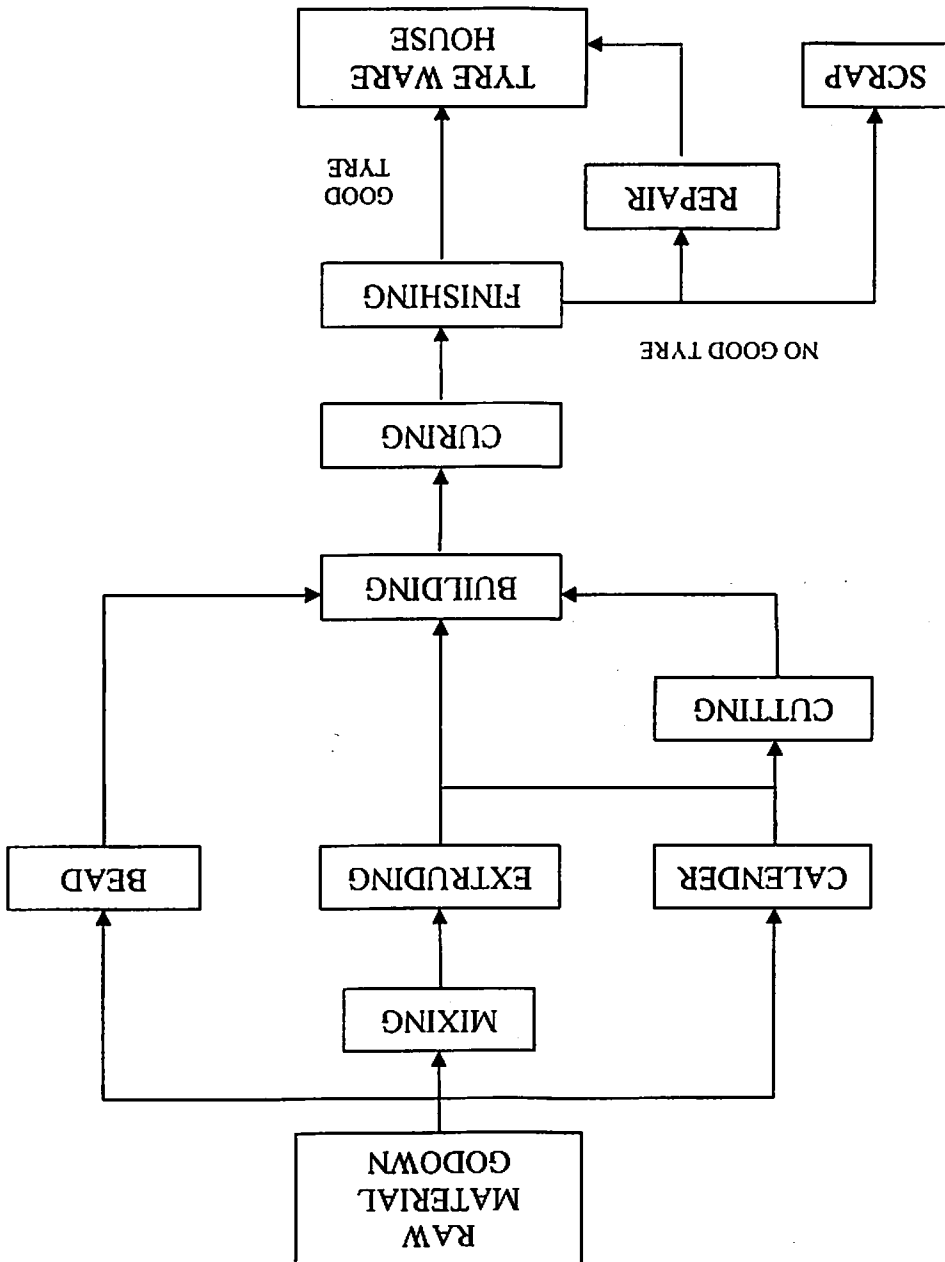 RAW
MATERIAL
GODOWN
MIXING
CALENDER
EXTRUDING
BEAD
CUTTING
BUILDING
CURING
NO GOOD TYRE
FINISHING
REPAIR
GOOD
TYRE
SCRAP
TYRE WARE
HOUSE